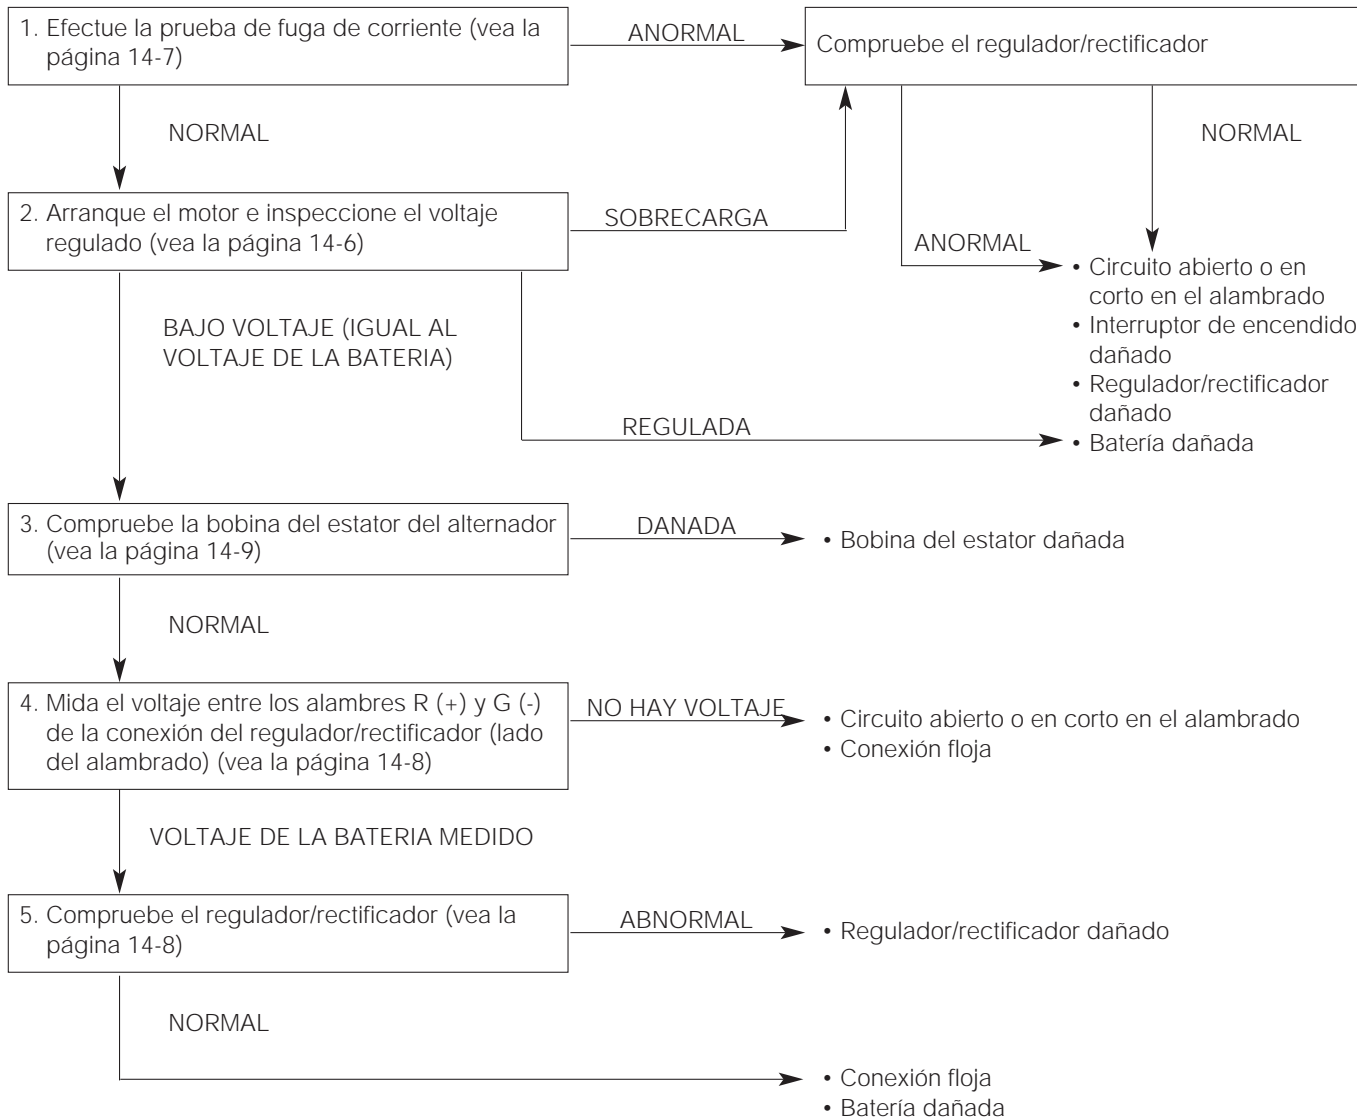 1. Efectue la prueba de fuga de corriente (vea la
página 14-7)
ANORMAL
Compruebe el regulador/rectificador
NORMAL
NORMAL
2. Arranque el motor e inspeccione el voltaje
regulado (vea la página 14-6)
SOBRECARGA
ANORMAL
• Circuito abierto o en
corto en el alambrado
• Interruptor de encendido
dañado
• Regulador/rectificador
dañado
• Batería dañada
BAJO VOLTAJE (IGUAL AL
VOLTAJE DE LA BATERIA)
REGULADA
3. Compruebe la bobina del estator del alternador
(vea la página 14-9)
DANADA
• Bobina del estator dañada
NORMAL
4. Mida el voltaje entre los alambres R (+) y G (-)
de la conexión del regulador/rectificador (lado
del alambrado) (vea la página 14-8)
NO HAY VOLTAJE
• Circuito abierto o en corto en el alambrado
• Conexión floja
VOLTAJE DE LA BATERIA MEDIDO
5. Compruebe el regulador/rectificador (vea la
página 14-8)
ABNORMAL
• Regulador/rectificador dañado
NORMAL
• Conexión floja
• Batería dañada